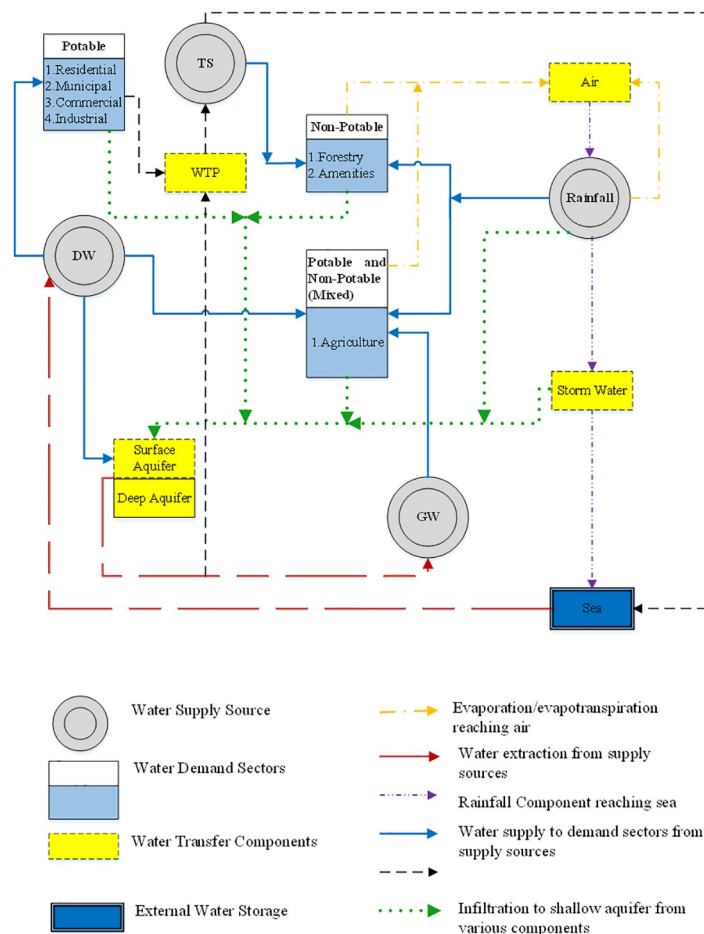 Potable
1.Residential
2.Municipal
3.Commercial
4.Industrial
TS
Air
Non-Potable
1.Forestry
2.Amenities
WTP
Rainfall
DW
Potable and
Non-Potable
(Mixed)
1.Agriculture
Storm Water
Surface
Aquifer
Deep Aquifer
GW
Sea
Water Supply Source
Water Demand Sectors
Water Transfer Components
External Water Storage
Evaporation/evapotranspiration
reaching air
Water extraction from supply
sources
Rainfall Component reaching sea
Water supply to demand sectors from
supply sources
Infiltration to shallow aquifer from
various components